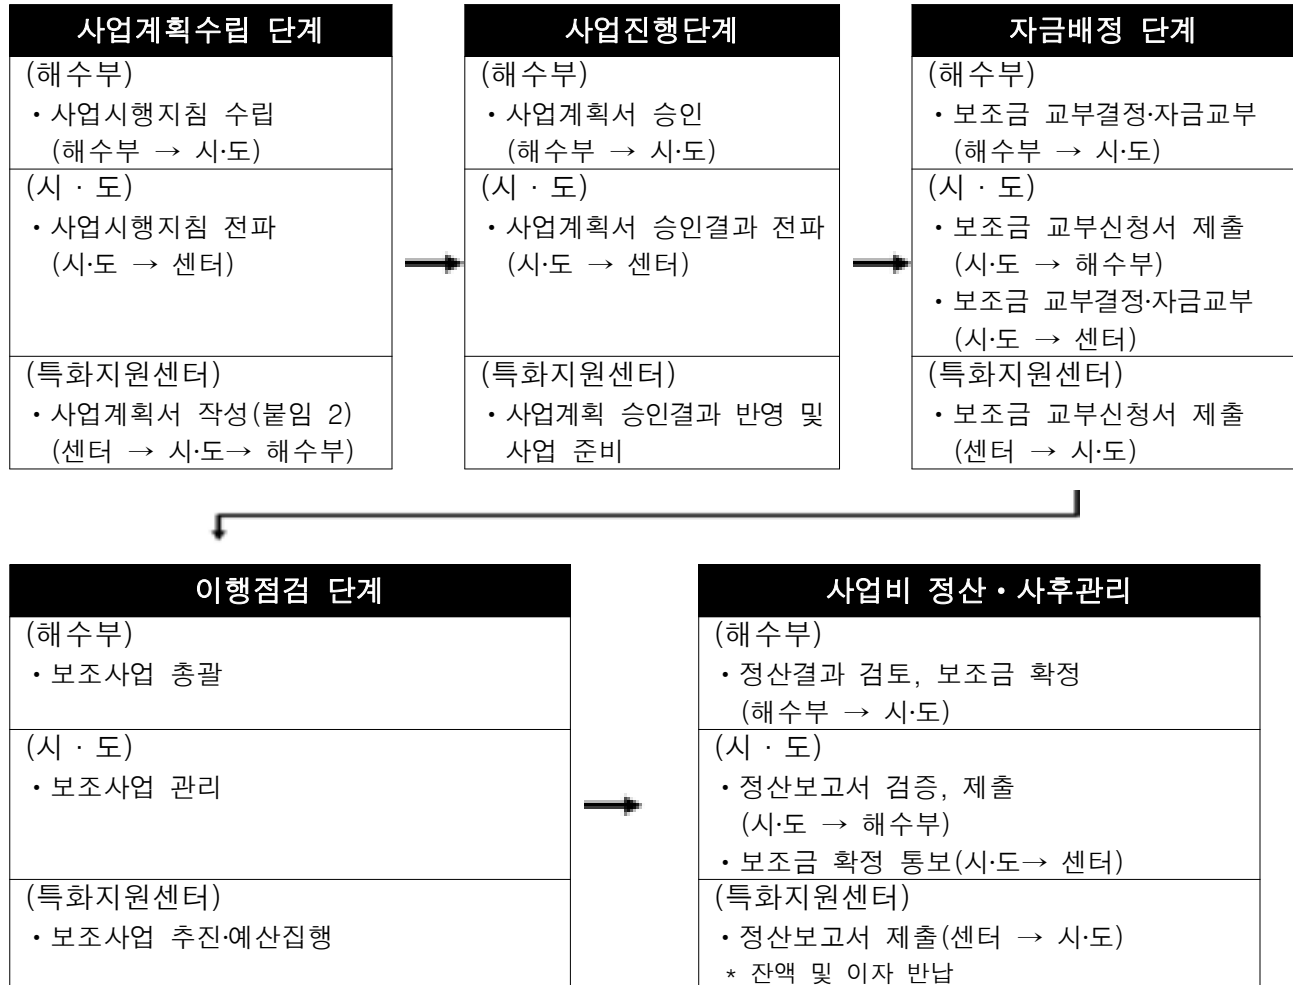 사업계획수립 단계
(해수부)
・사업시행지침 수립
(해수부 → 시·도)
(시 · 도)
・사업시행지침 전파
(시·도 → 센터)
(특화지원센터)
・사업계획서 작성(붙임 2)
(센터 → 시·도→ 해수부)
사업진행단계
(해수부)
・사업계획서 승인
(해수부 → 시·도)
(시 · 도)
・사업계획서 승인결과 전파
(시·도 → 센터)
(특화지원센터)
・사업계획 승인결과 반영 및
사업 준비
자금배정 단계
(해수부)
・보조금 교부결정·자금교부
(해수부 → 시·도)
(시 · 도)
・보조금 교부신청서 제출
(시·도 → 해수부)
・보조금 교부결정·자금교부
(시·도 → 센터)
(특화지원센터)
・보조금 교부신청서 제출
(센터 → 시·도)
이행점검 단계
(해수부)
・보조사업 총괄
(시 · 도)
・보조사업 관리
(특화지원센터)
・보조사업 추진·예산집행
사업비 정산・사후관리
(해수부)
・정산결과 검토, 보조금 확정
(해수부 → 시·도)
(시 · 도)
・정산보고서 검증, 제출
(시·도 → 해수부)
・보조금 확정 통보(시·도→ 센터)
(특화지원센터)
・정산보고서 제출(센터 → 시·도)
* 잔액 및 이자 반납